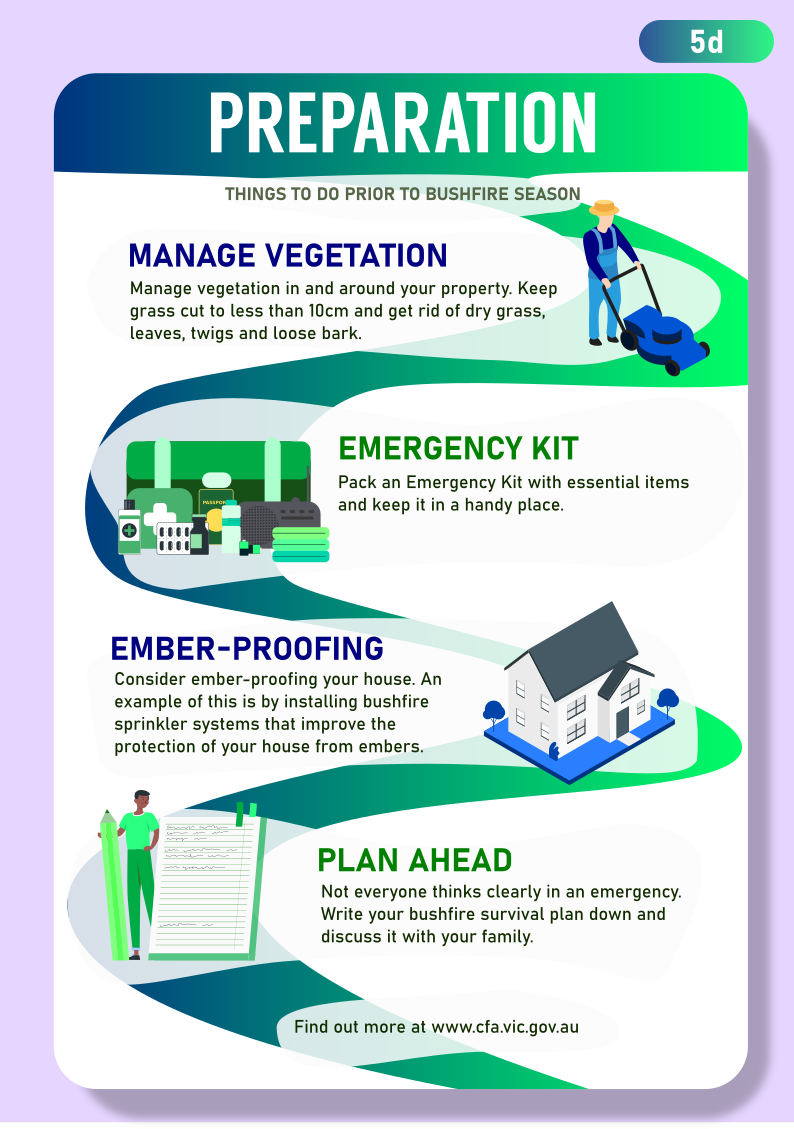 5d
PREPARATION
THINGS TO DO PRIOR TO BUSHFIRE SEASON
MANAGE VEGETATION
Manage vegetation in and around your property. Keep
grass cut to less than 10cm and get rid of dry grass,
leaves, twigs and loose bark.
EMERGENCY KIT
Pack an Emergency Kit with essential items
and keep it in a handy place.
PASSPORT
EMBER-PROOFING
Consider ember-proofing your house. An
example of this is by installing bushfire
sprinkler systems that improve the
protection of your house from embers.
PLAN AHEAD
Not everyone thinks clearly in an emergency.
Write your bushfire survival plan down and
discuss it with your family.
Find out more at www.cfa.vic.gov.au